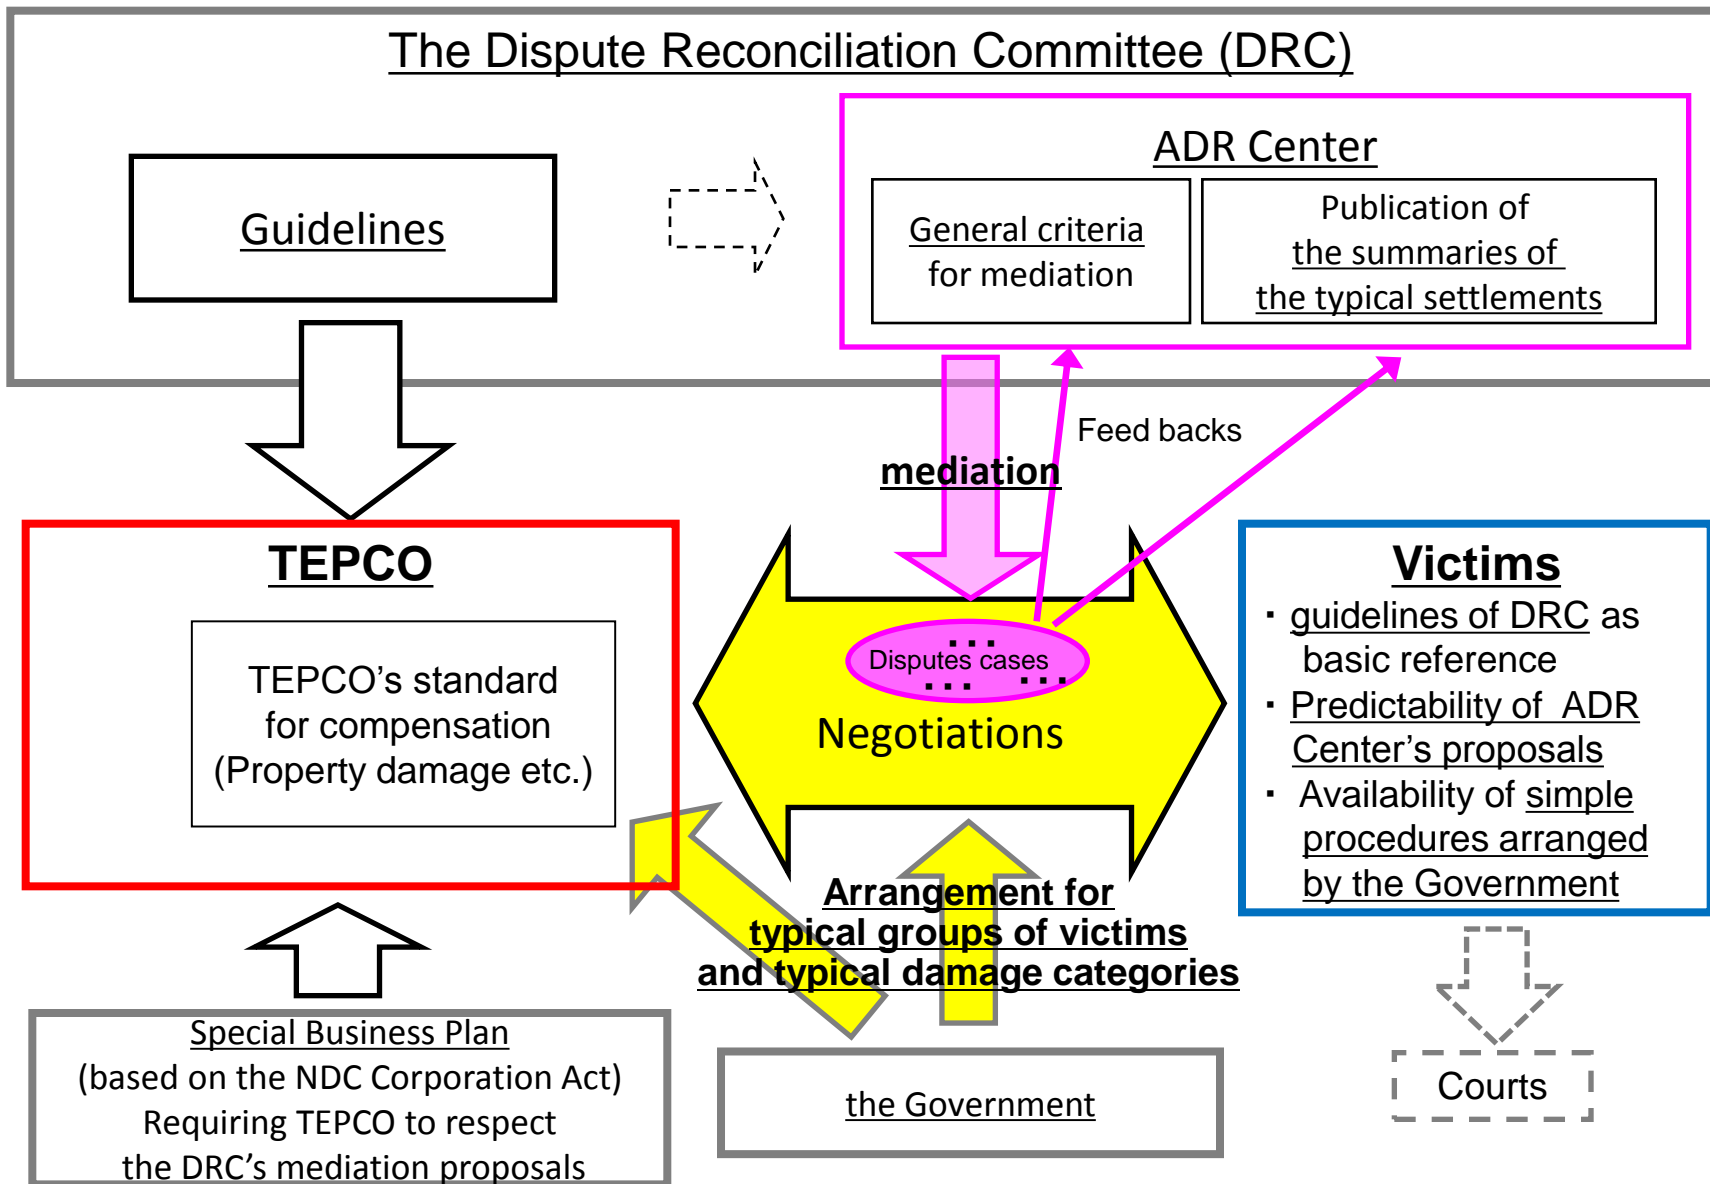 The Dispute Reconciliation Committee (DRC)
Guidelines
ADR Center
General criteria
for mediation
Publication of
the summaries of
the typical settlements
Feed backs
mediation
TEPCO
TEPCO’s standard
for compensation
(Property damage etc.)
Disputes cases
Negotiations
Victims
・guidelines of DRC as
basic reference
・Predictability of ADR
Center’s proposals
・Availability of simple
procedures arranged
by the Government
Arrangement for
typical groups of victims
and typical damage categories
Special Business Plan
(based on the NDC Corporation Act)
Requiring TEPCO to respect
the DRC’s mediation proposals
the Government
Courts